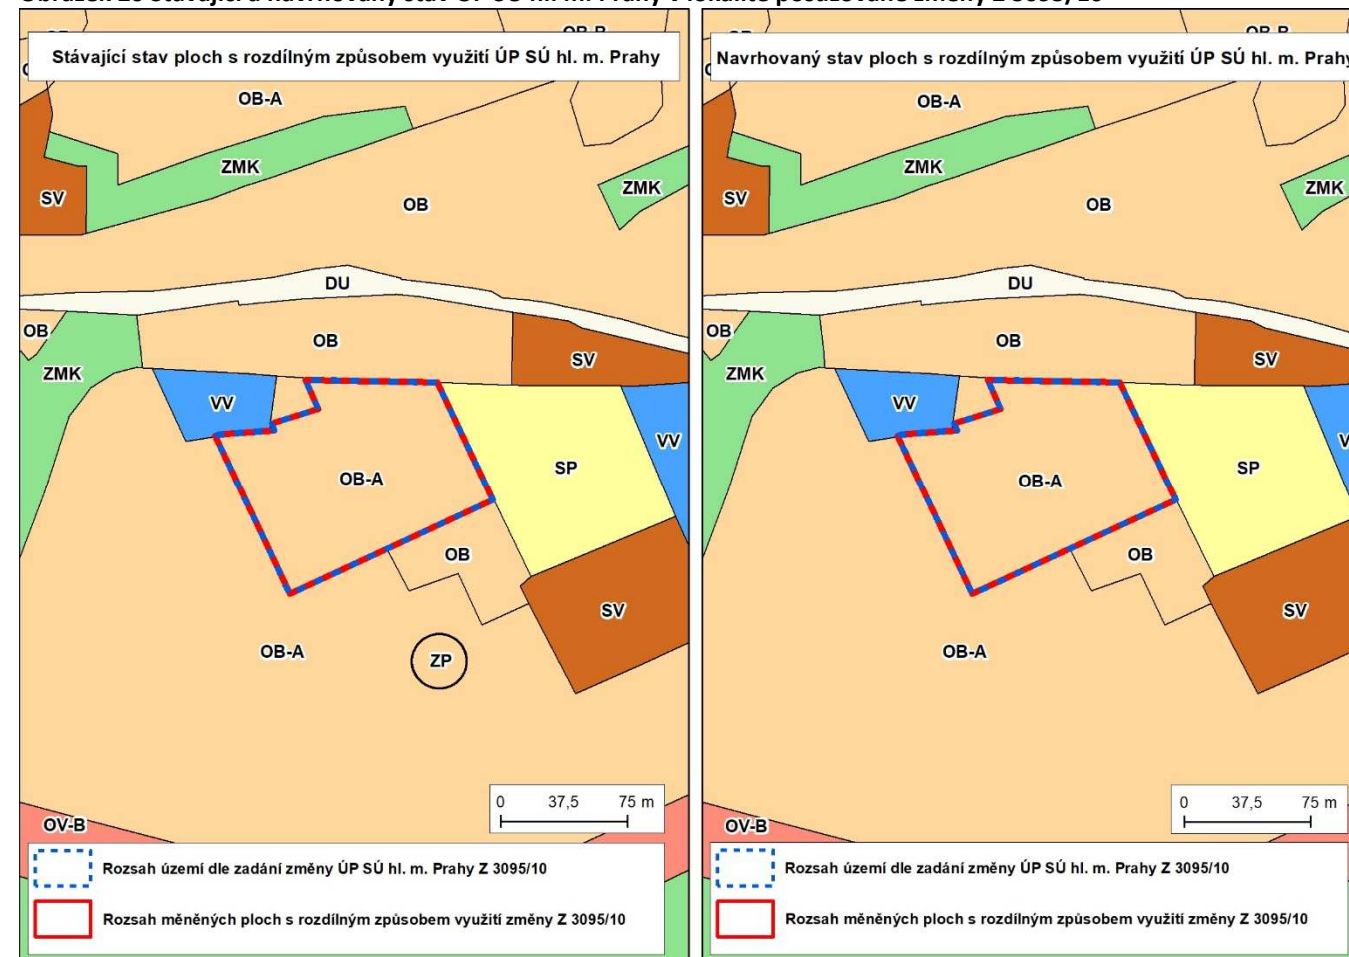 Stávající stav ploch s rozdílným způsobem využití ÚP SÚ hl. m. Prahy
OB-A
ZMK
SV
ZMK
OB
DU
OB
OB
SV
ZMK
VV
VV
OB-A
SP
OB
SV
OB-A
ZP
0 37,5 75 m
OV-B
Rozsah území dle zadání změny ÚP SÚ hl. m. Prahy Z 3095/10
Rozsah měněných ploch s rozdílným způsobem využití změny Z 3095/10
Navrhovaný stav ploch s rozdílným způsobem využití ÚP SÚ hl. m. Prahy
OB-A
ZMK
SV
ZMK
OB
DU
OB
OB
SV
ZMK
VV
OB-A
SP
OB
SV
OB-A
0 37,5 75 m
OV-B
Rozsah území dle zadání změny ÚP SÚ hl. m. Prahy Z 3095/10
Rozsah měněných ploch s rozdílným způsobem využití změny Z 3095/10